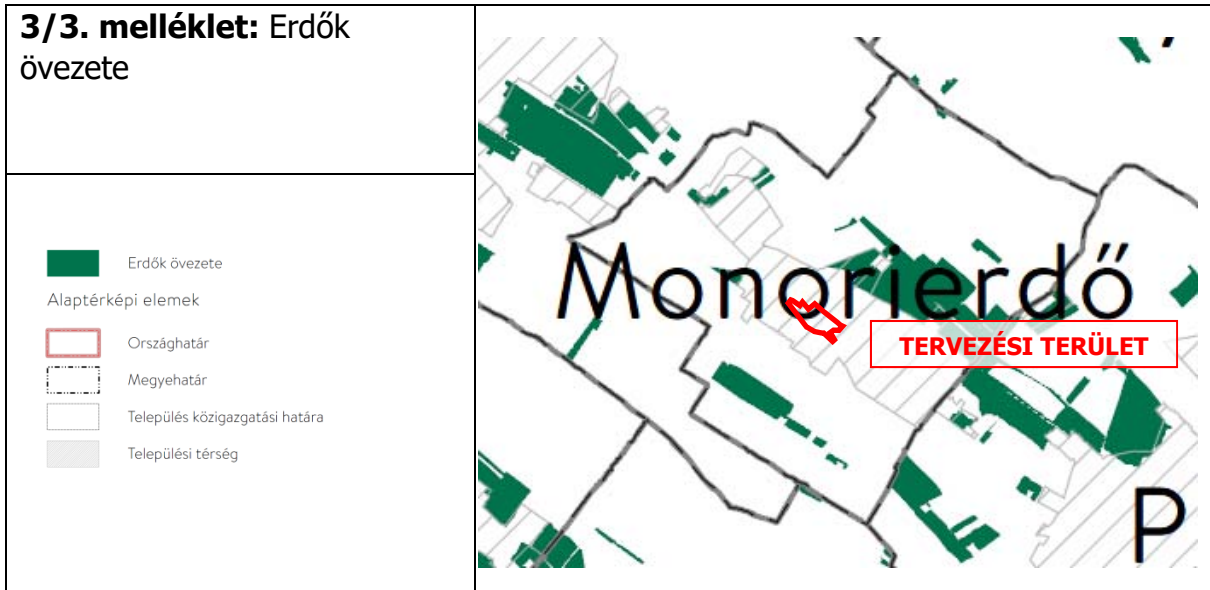 3/3. melléklet: Erdők
övezete
Erdők övezete
Alaptérképi elemek
Országhatár
Megyehatár
Település közigazgatási határa
Települési térség
Monorierdő
TERVEZÉSI TERÜLET
P